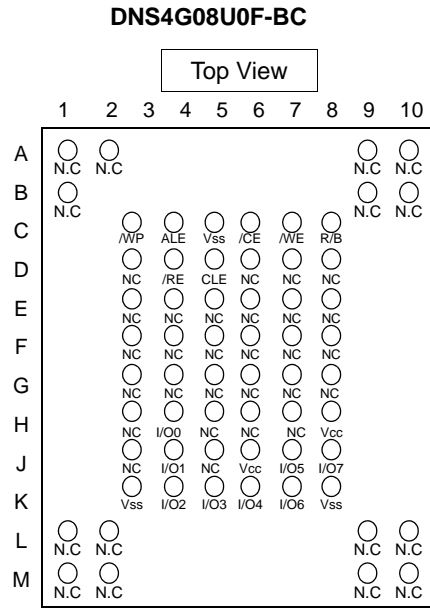 DNS4G08U0F-BC
Top View
1 2 3 4 5 6 7 8 9 10
A
N.C N.C N.C N.C
B
N.C N.C N.C
C
/WP ALE Vss /CE /WE R/B
D
NC /RE CLE NC NC NC
E
NC NC NC NC NC NC
F
NC NC NC NC NC NC
G
NC NC NC NC NC NC
H
NC I/O0 NC NC NC Vcc
J
NC I/O1 NC Vcc I/O5 I/O7
K
Vss I/O2 I/O3 I/O4 I/O6 Vss
L
N.C N.C N.C N.C
M
N.C N.C N.C N.C